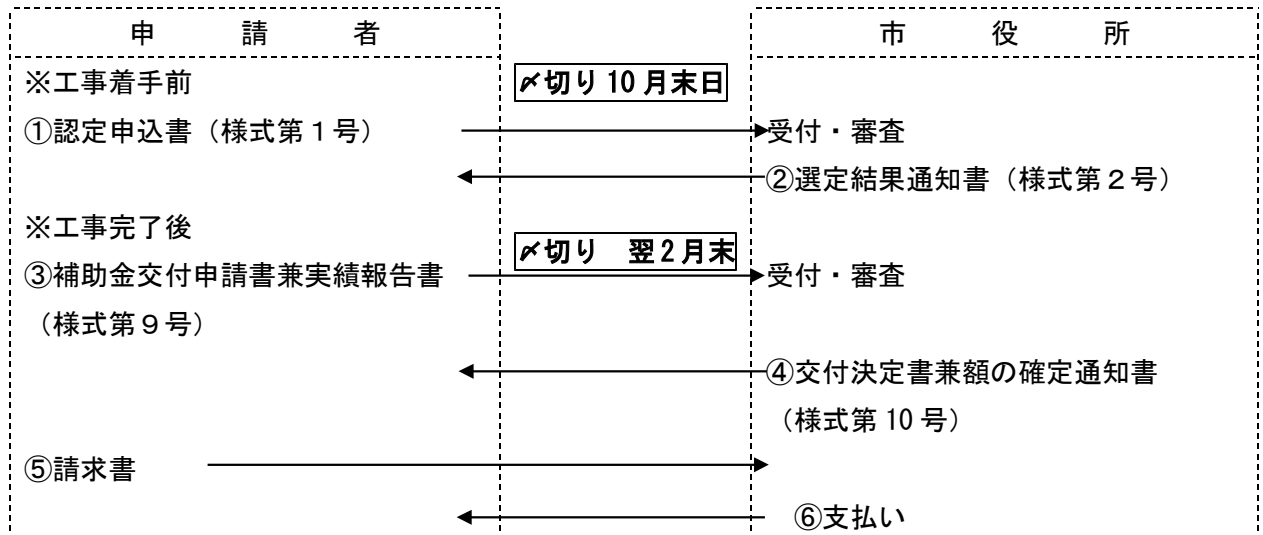 申請者
市役所
※工事着手前
〆切り10月末日
①認定申込書（様式第１号）
受付・審査
②選定結果通知書（様式第２号）
※工事完了後
〆切り　翌2月末
③補助金交付申請書兼実績報告書
（様式第９号）
受付・審査
④交付決定書兼額の確定通知書
（様式第10号）
⑤請求書
⑥支払い